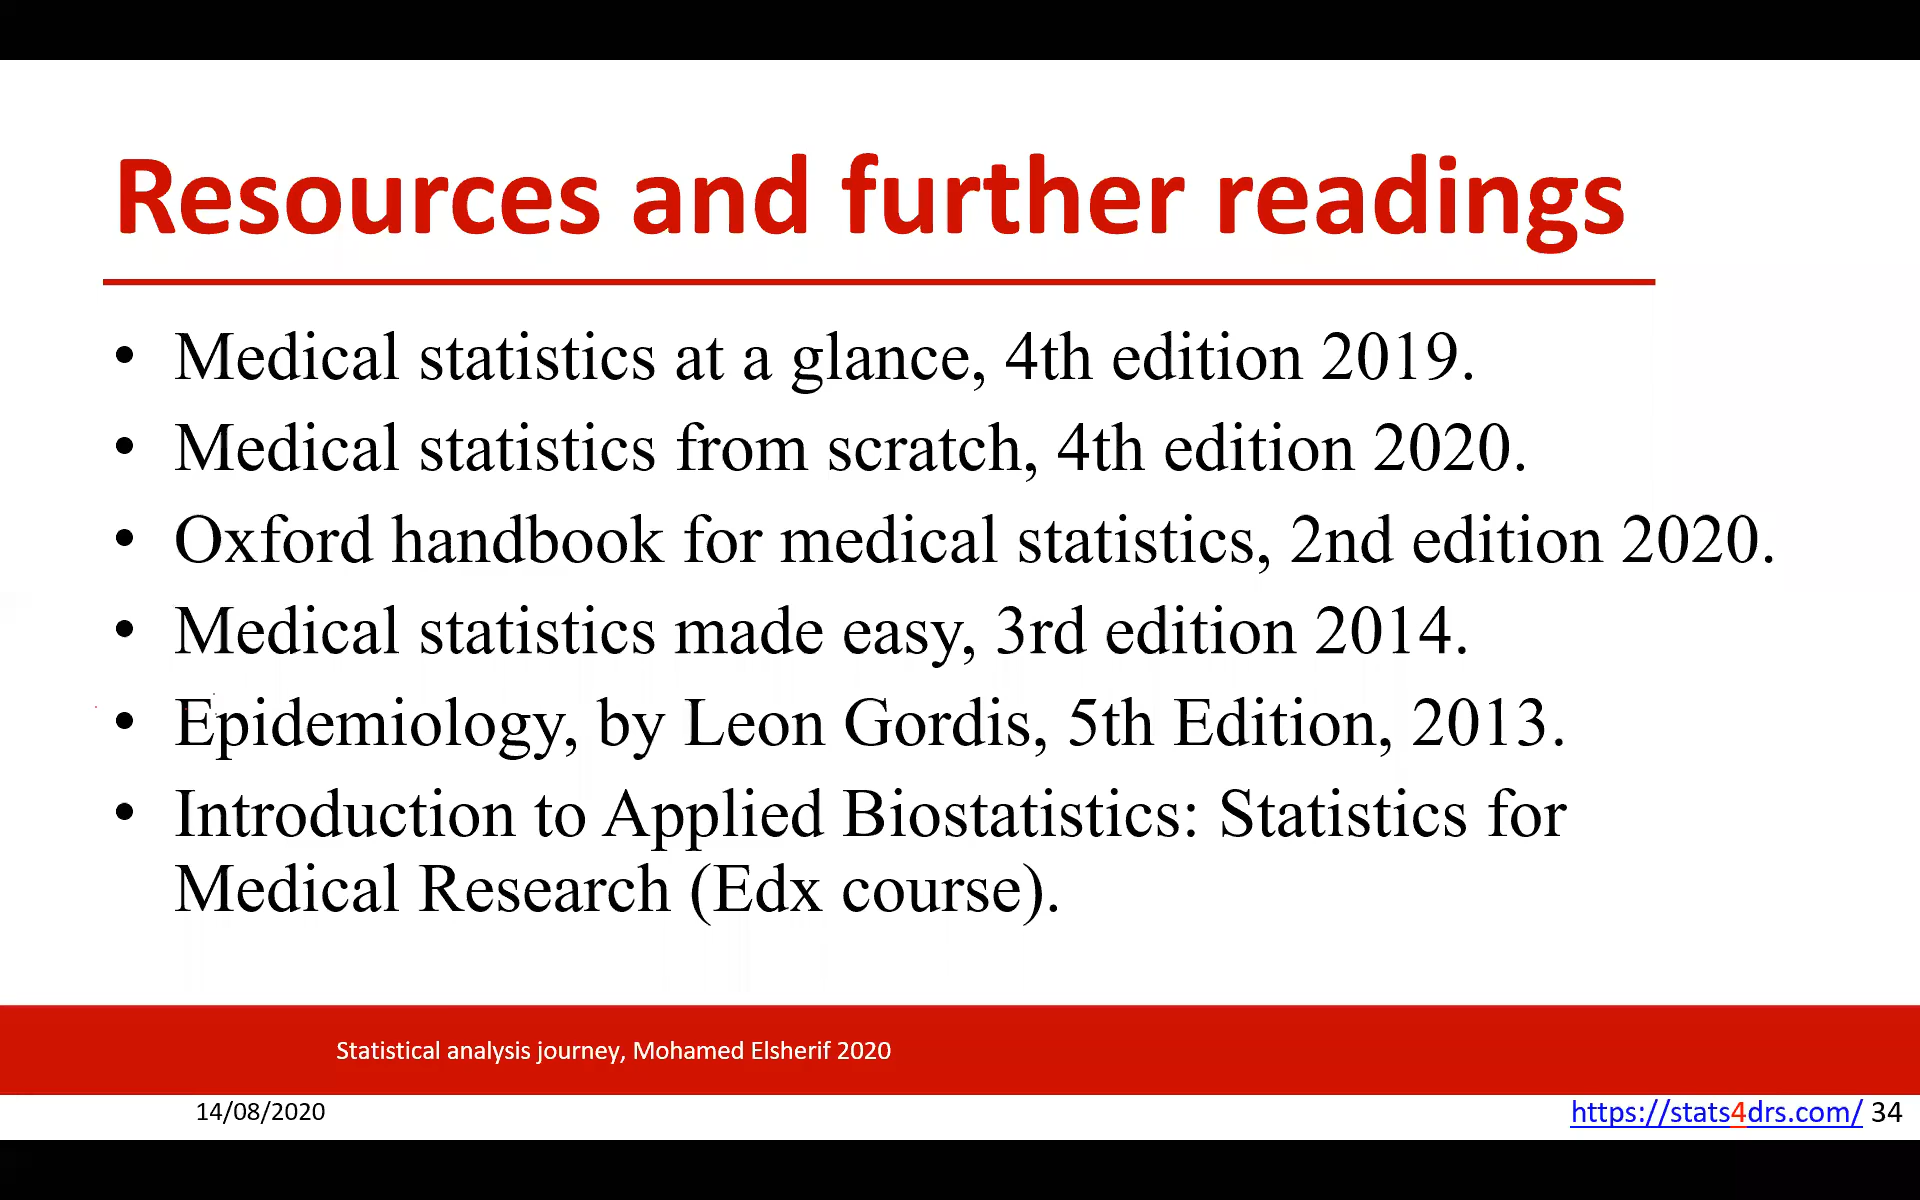 Resources and further readings
• Medical statistics at a glance, 4th edition 2019.
• Medical statistics from scratch, 4th edition 2020.
• Oxford handbook for medical statistics, 2nd edition 2020.
• Medical statistics made easy, 3rd edition 2014.
• Epidemiology, by Leon Gordis, 5th Edition, 2013.
• Introduction to Applied Biostatistics: Statistics for
Medical Research (Edx course).
Statistical analysis journey, Mohamed Elsherif 2020
14/08/2020
https://stats4drs.com/ 34